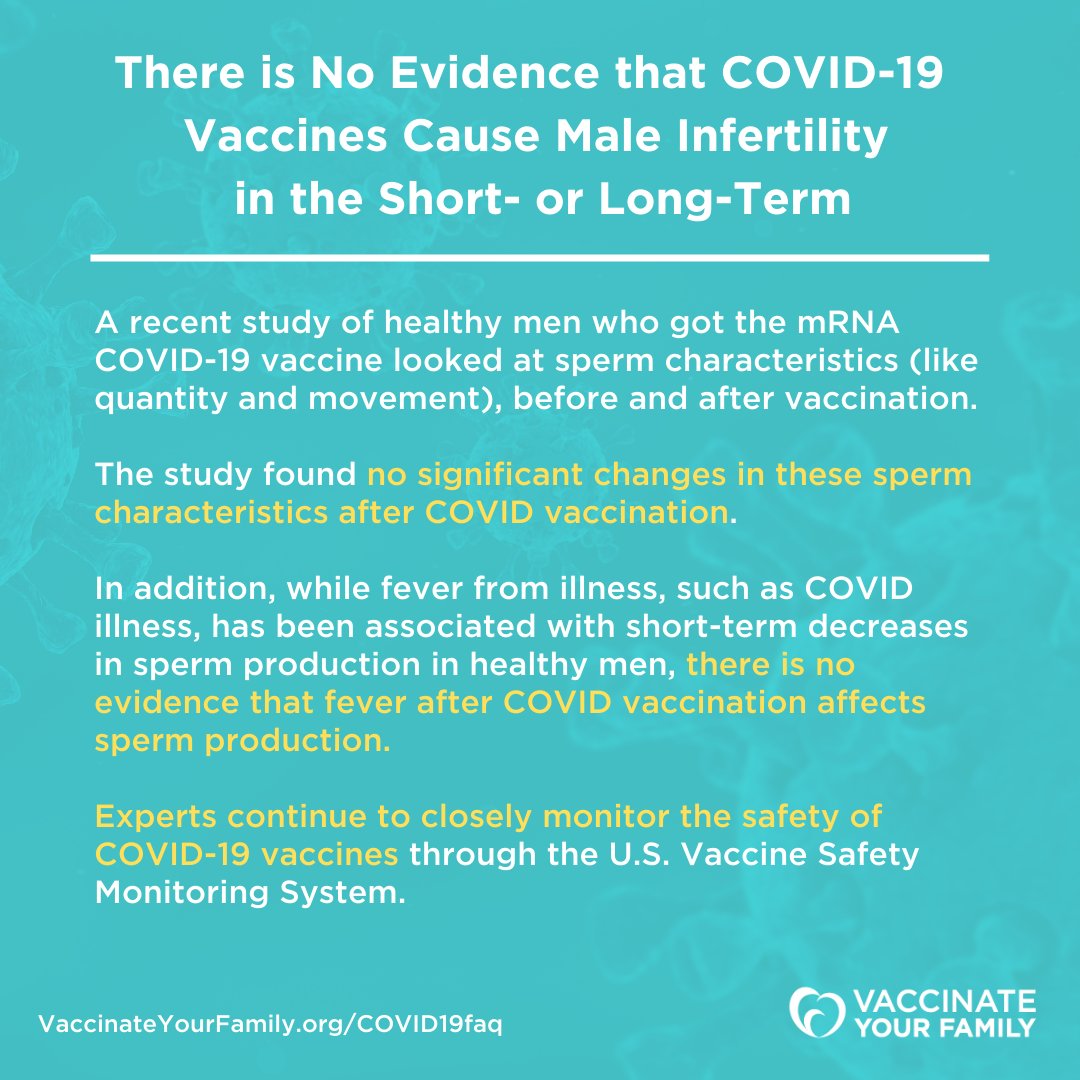 There is No Evidence that COVID-19
Vaccines Cause Male Infertility
in the Short- or Long-Term
A recent study of healthy men who got the mRNA
COVID-19 vaccine looked at sperm characteristics (like
quantity and movement), before and after vaccination.
The study found no significant changes in these sperm
characteristics after COVID vaccination.
In addition, while fever from illness, such as COVID
illness, has been associated with short-term decreases
in sperm production in healthy men, there is no
evidence that fever after COVID vaccination affects
sperm production.
Experts continue to closely monitor the safety of
COVID-19 vaccines through the U.S. Vaccine Safety
Monitoring System.
VaccinateYourFamily.org/COVID19faq
VACCINATE
YOUR FAMILY